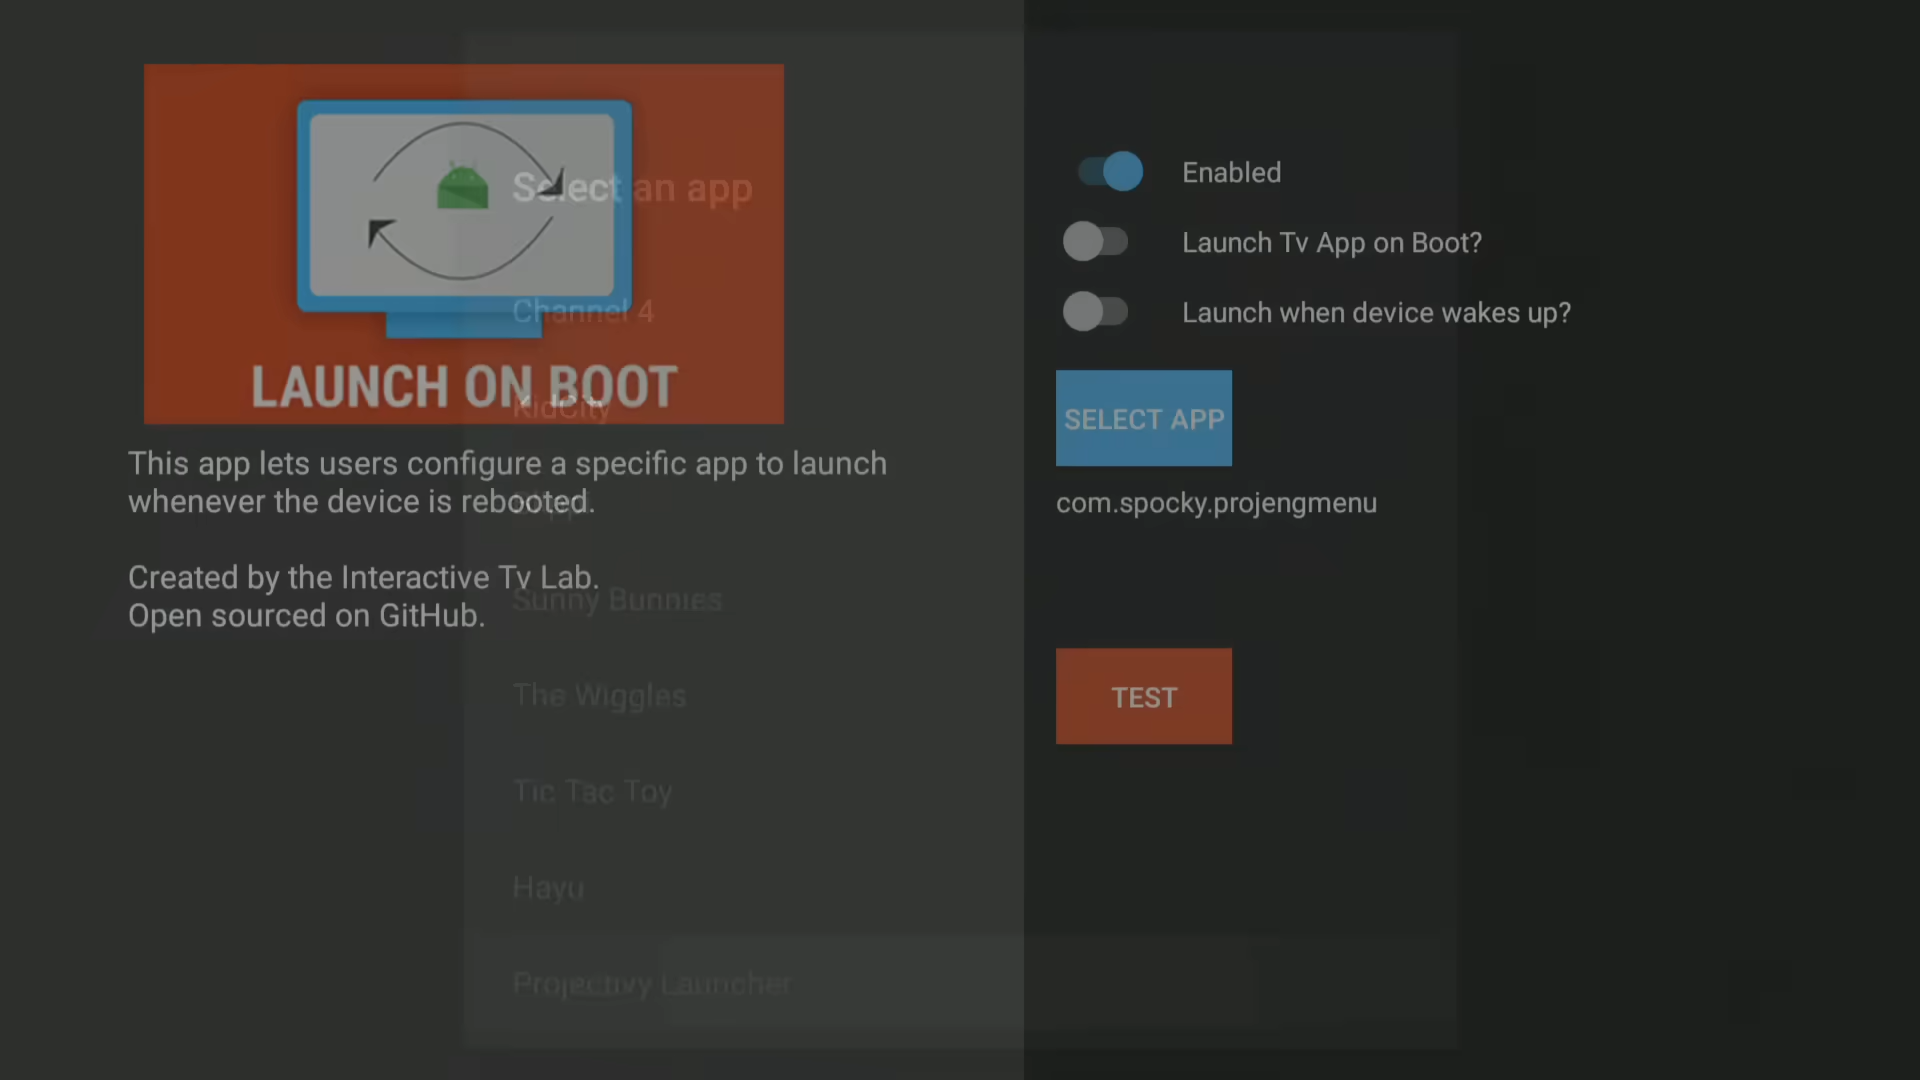 LAUNCH ON BOOT
This app lets users configure a specific app to launch
whenever the device is rebooted.
Created by the Interactive Tv Lab.
Open sourced on GitHub.
Select an app
Channel 4
KidCity
Sunny Bunnies
The Wiggles
Tic Tac Toy
Hayu
Projectivy Launcher
Enabled
Launch Tv App on Boot?
Launch when device wakes up?
SELECT APP
com.spocky.projengmenu
TEST